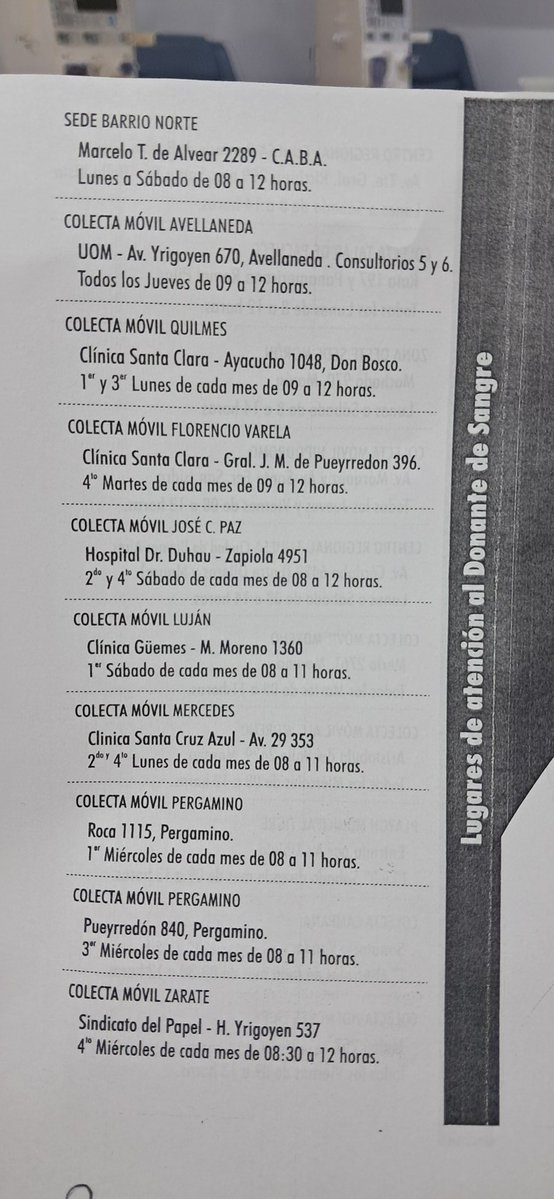 SEDE BARRIO NORTE
Marcelo T. de Alvear 2289 - C.A.B.A.
Lunes a Sábado de 08 a 12 horas.
COLECTA MÓVIL AVELLANEDA
UOM - Av. Yrigoyen 670, Avellaneda . Consultorios 5 y 6.
Todos los Jueves de 09 a 12 horas.
COLECTA MÓVIL QUILMES
Clínica Santa Clara - Ayacucho 1048, Don Bosco.
1er y 3er Lunes de cada mes de 09 a 12 horas.
COLECTA MÓVIL FLORENCIO VARELA
Clínica Santa Clara - Gral. J. M. de Pueyrredon 396.
4to Martes de cada mes de 09 a 12 horas.
COLECTA MÓVIL JOSÉ C. PAZ
Hospital Dr. Duhau - Zapiola 4951
2do y 4to Sábado de cada mes de 08 a 12 horas.
COLECTA MÓVIL LUJÁN
Clínica Güemes - M. Moreno 1360
1er Sábado de cada mes de 08 a 11 horas.
COLECTA MÓVIL MERCEDES
Clinica Santa Cruz Azul - Av. 29 353
2do y 4to Lunes de cada mes de 08 a 11 horas.
COLECTA MÓVIL PERGAMINO
Roca 1115, Pergamino.
1er Miércoles de cada mes de 08 a 11 horas.
COLECTA MÓVIL PERGAMINO
Pueyrredón 840, Pergamino.
3er Miércoles de cada mes de 08 a 11 horas.
COLECTA MÓVIL ZARATE
Sindicato del Papel - H. Yrigoyen 537
4to Miércoles de cada mes de 08:30 a 12 horas.
Lugares de atención al Donante de Sangre